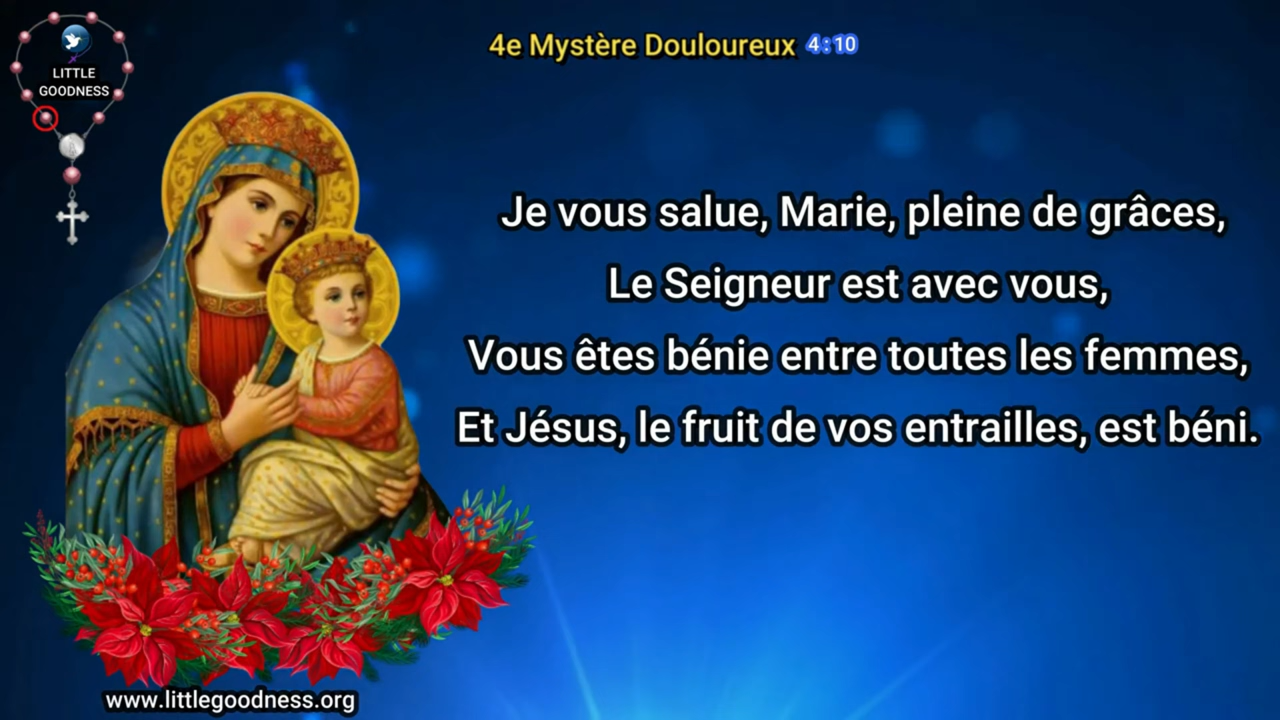 LITTLE
GOODNESS
4e Mystère Douloureux 4:10
Je vous salue, Marie, pleine de grâces,
Le Seigneur est avec vous,
Vous êtes bénie entre toutes les femmes,
Et Jésus, le fruit de vos entrailles, est béni.
www.littlegoodness.org